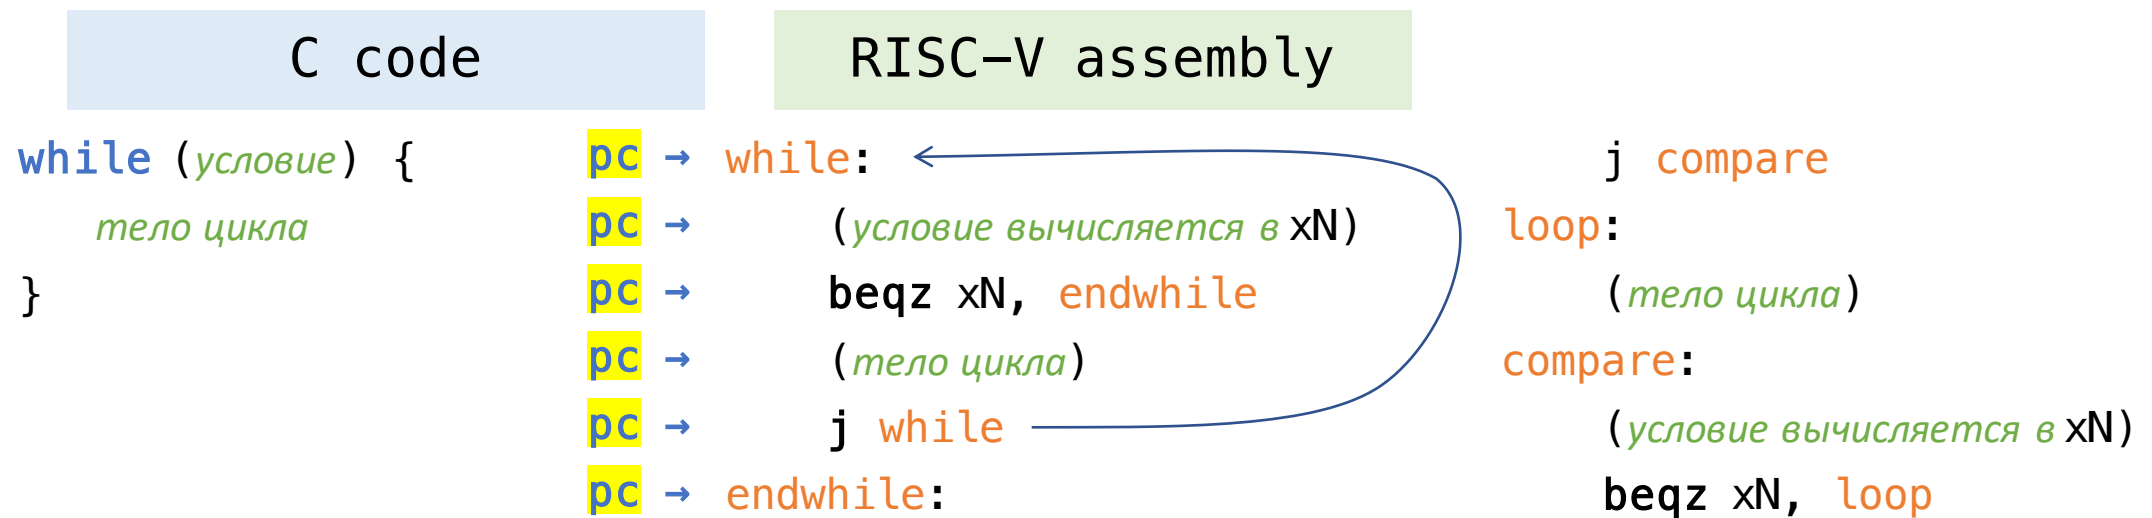 C code
while (условие) {
тело цикла
}
RISC-V assembly
pc → while:
pc → (условие вычисляется в xN)
pc → beqz xN, endwhile
pc → (тело цикла)
pc → j while
pc → endwhile:
j compare
loop:
(тело цикла)
compare:
(условие вычисляется в xN)
beqz xN, loop